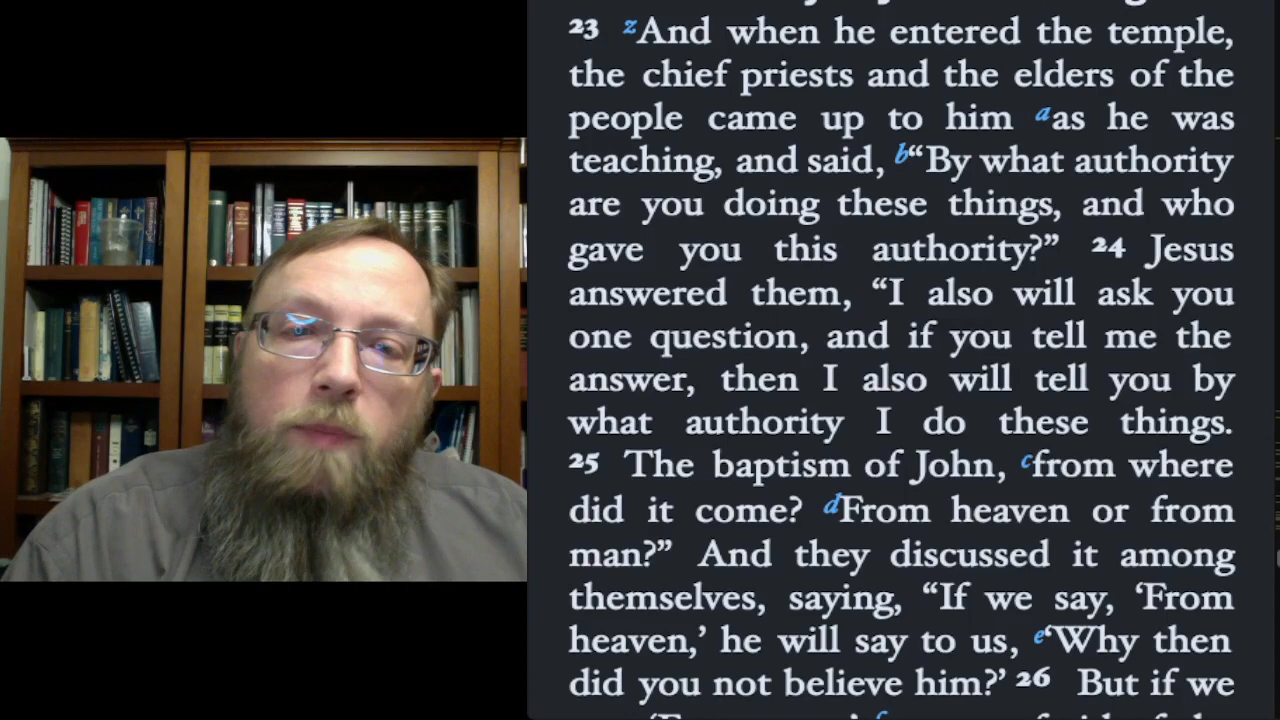 23 zAnd when he entered the temple,
the chief priests and the elders of the
people came up to him aas he was
teaching, and said, b“By what authority
are you doing these things, and who
gave you this authority?” 24 Jesus
answered them, “I also will ask you
one question, and if you tell me the
answer, then I also will tell you by
what authority I do these things.
25 The baptism of John, cfrom where
did it come? dFrom heaven or from
man?” And they discussed it among
themselves, saying, “If we say, ‘From
heaven,’ he will say to us, e‘Why then
did you not believe him?’ 26 But if we